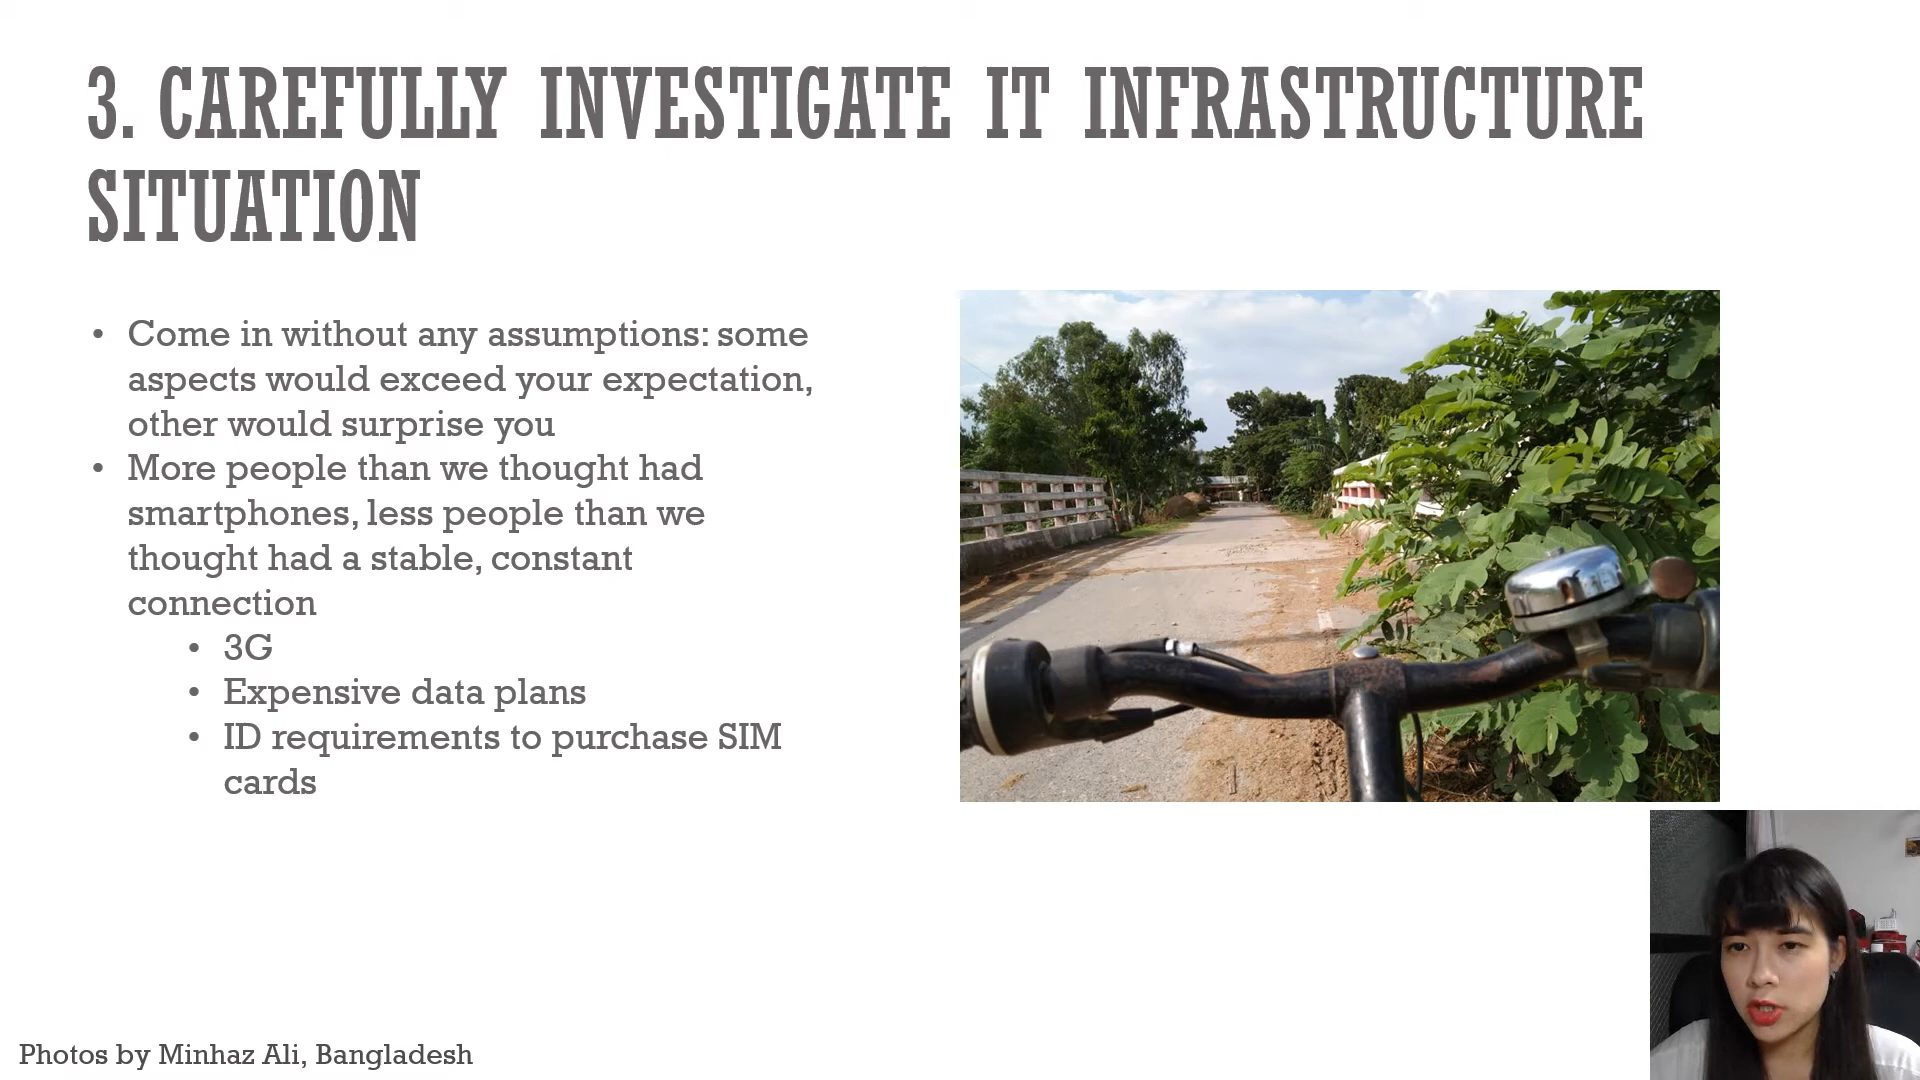 3. CAREFULLY INVESTIGATE IT INFRASTRUCTURE
SITUATION
• Come in without any assumptions: some
aspects would exceed your expectation,
other would surprise you
• More people than we thought had
smartphones, less people than we
thought had a stable, constant
connection
• 3G
• Expensive data plans
• ID requirements to purchase SIM
cards
Photos by Minhaz Ali, Bangladesh